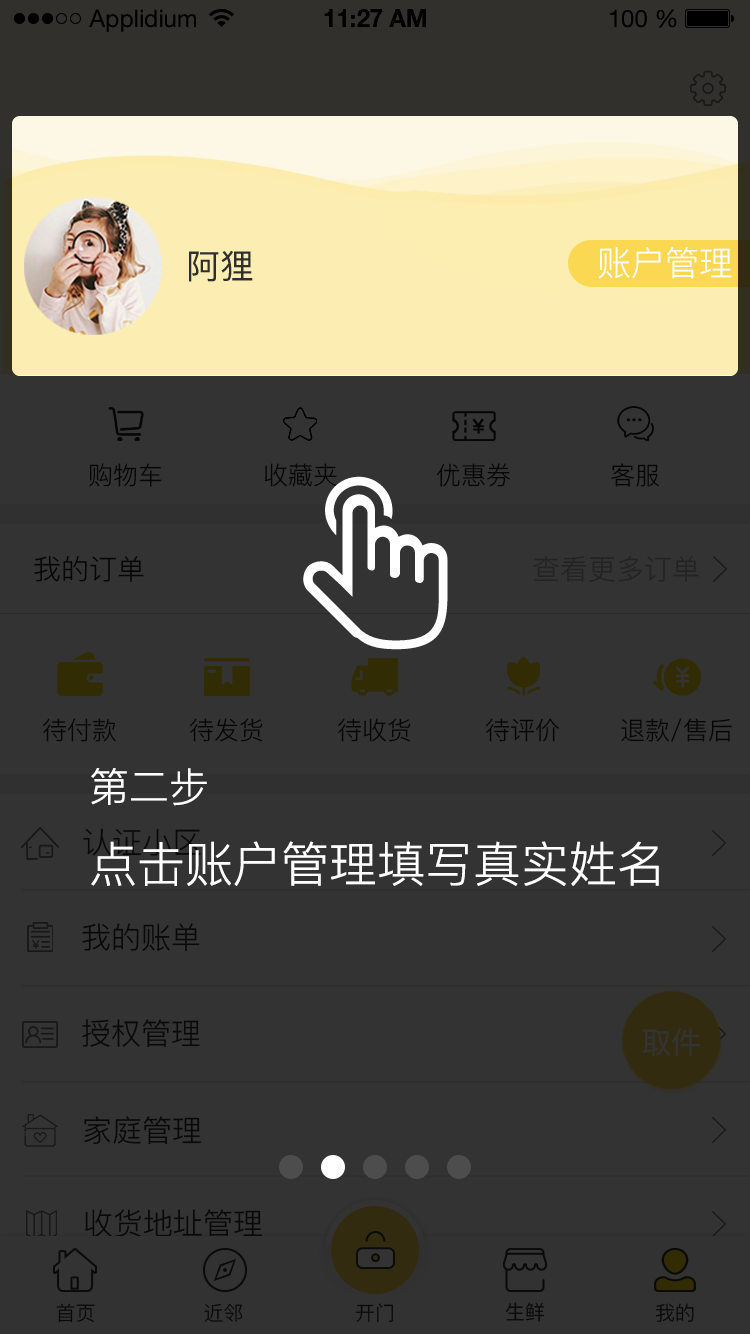 Applidium 11:27 AM 100 %
阿狸
账户管理
购物车 收藏夹 优惠券 客服
我的订单 查看更多订单
待付款 待发货 待收货 待评价 退款/售后
第二步
认证小区
点击账户管理填写真实姓名
我的账单
授权管理
取件
家庭管理
收货地址管理
首页 近邻 开门 生鲜 我的